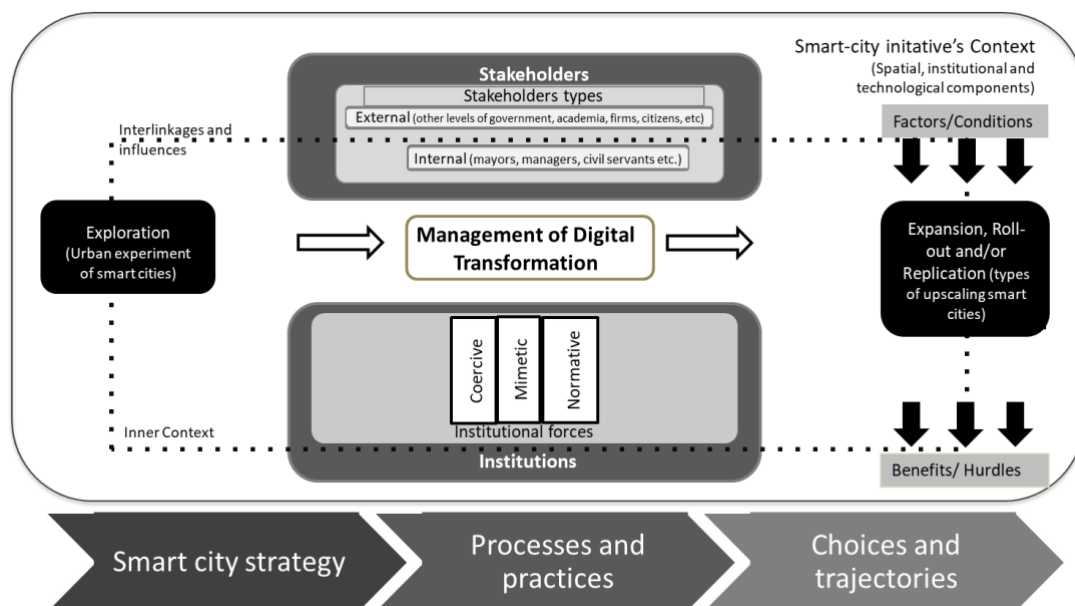 Smart-city initative's Context
(Spatial, institutional and
technological components)
Factors/Conditions
Stakeholders
Stakeholders types
External (other levels of government, academia, firms, citizens, etc)
Internal (mayors, managers, civil servants etc.)
Interlinkages and
influences
Exploration
(Urban experiment
of smart cities)
Management of Digital
Transformation
Expansion, Roll-
out and/or
Replication (types
of upscaling smart
cities)
Coercive
Mimetic
Normative
Institutional forces
Institutions
Inner Context
Benefits/ Hurdles
Smart city strategy
Processes and
practices
Choices and
trajectories